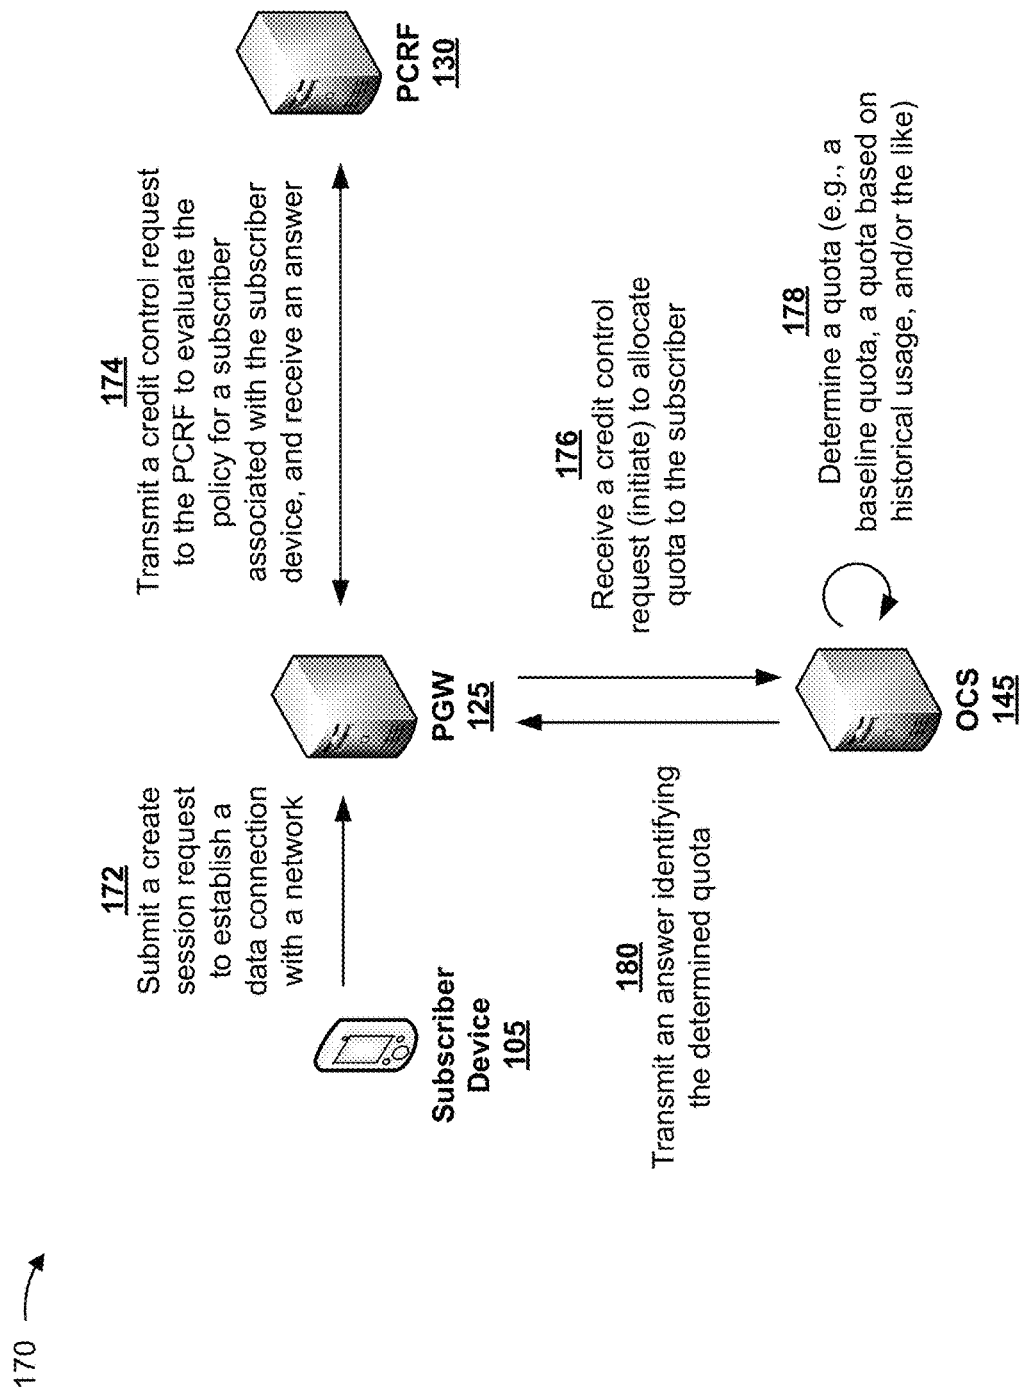 170
172
Submit a create
session request
to establish a
data connection
with a network
174
Transmit a credit control request
to the PCRF to evaluate the
policy for a subscriber
associated with the subscriber
device, and receive an answer
Subscriber
Device
105
PGW
125
PCRF
130
180
Transmit an answer identifying
the determined quota
176
Receive a credit control
request (initiate) to allocate
quota to the subscriber
178
Determine a quota (e.g., a
baseline quota, a quota based on
historical usage, and/or the like)
OCS
145